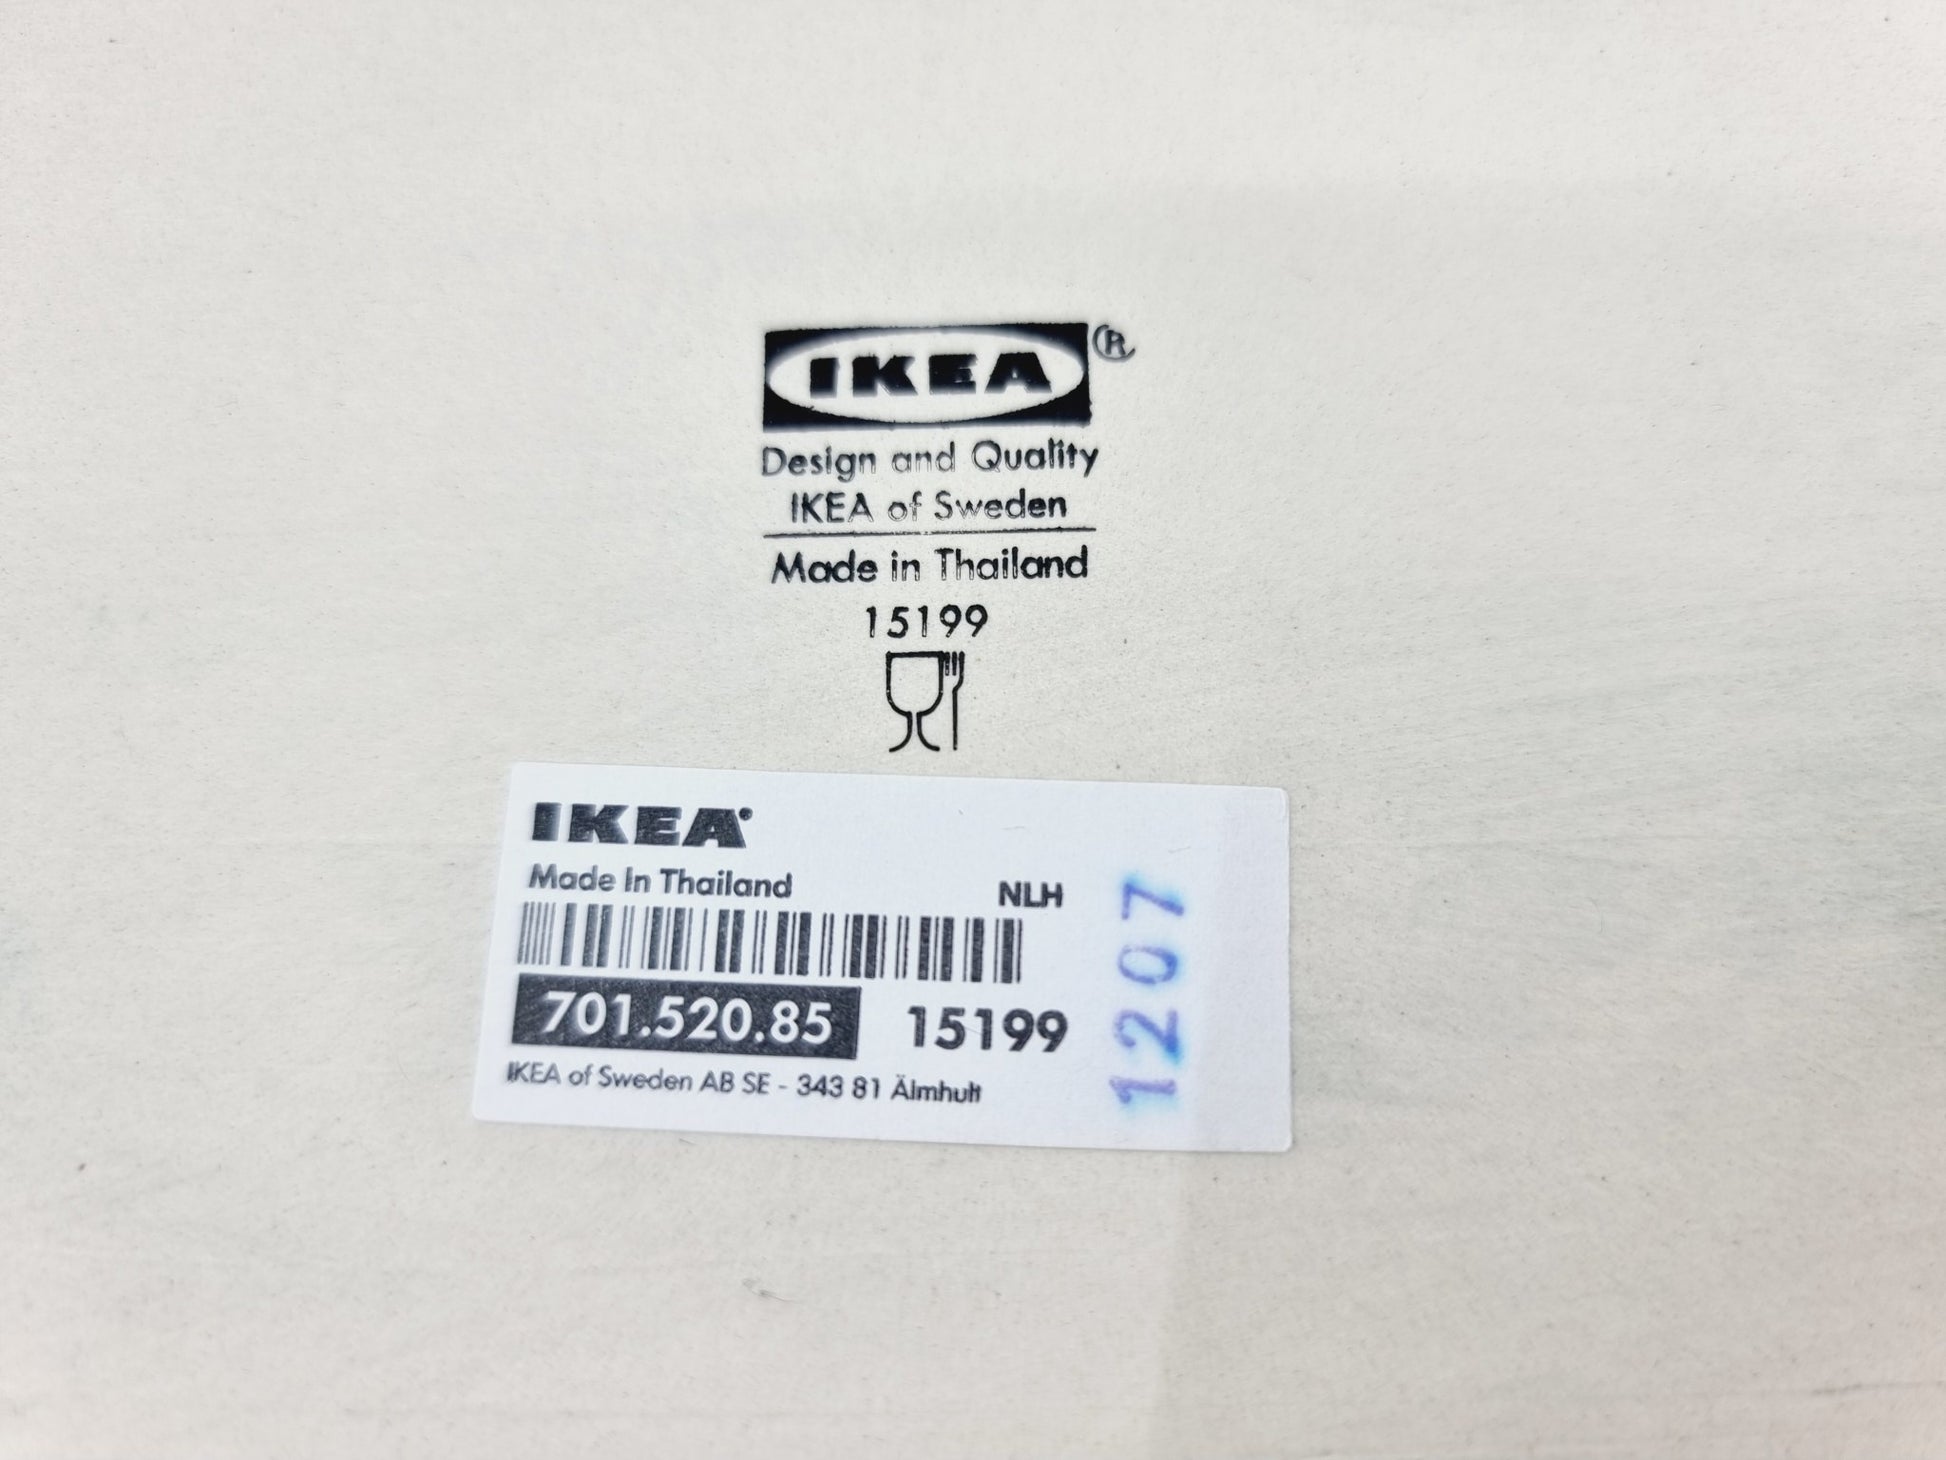 IKEA®
Design and Quality
IKEA of Sweden
Made in Thailand
15199
IKEA®
Made In Thailand NLH
701.520.85 15199
IKEA of Sweden AB SE - 343 81 Älmhult
1207